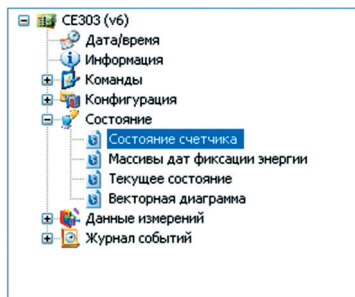 CE303 (v6)
Дата/время
Информация
Команды
Конфигурация
Состояние
Состояние счетчика
Массивы дат фиксации энергии
Текущее состояние
Векторная диаграмма
Данные измерений
Журнал событий